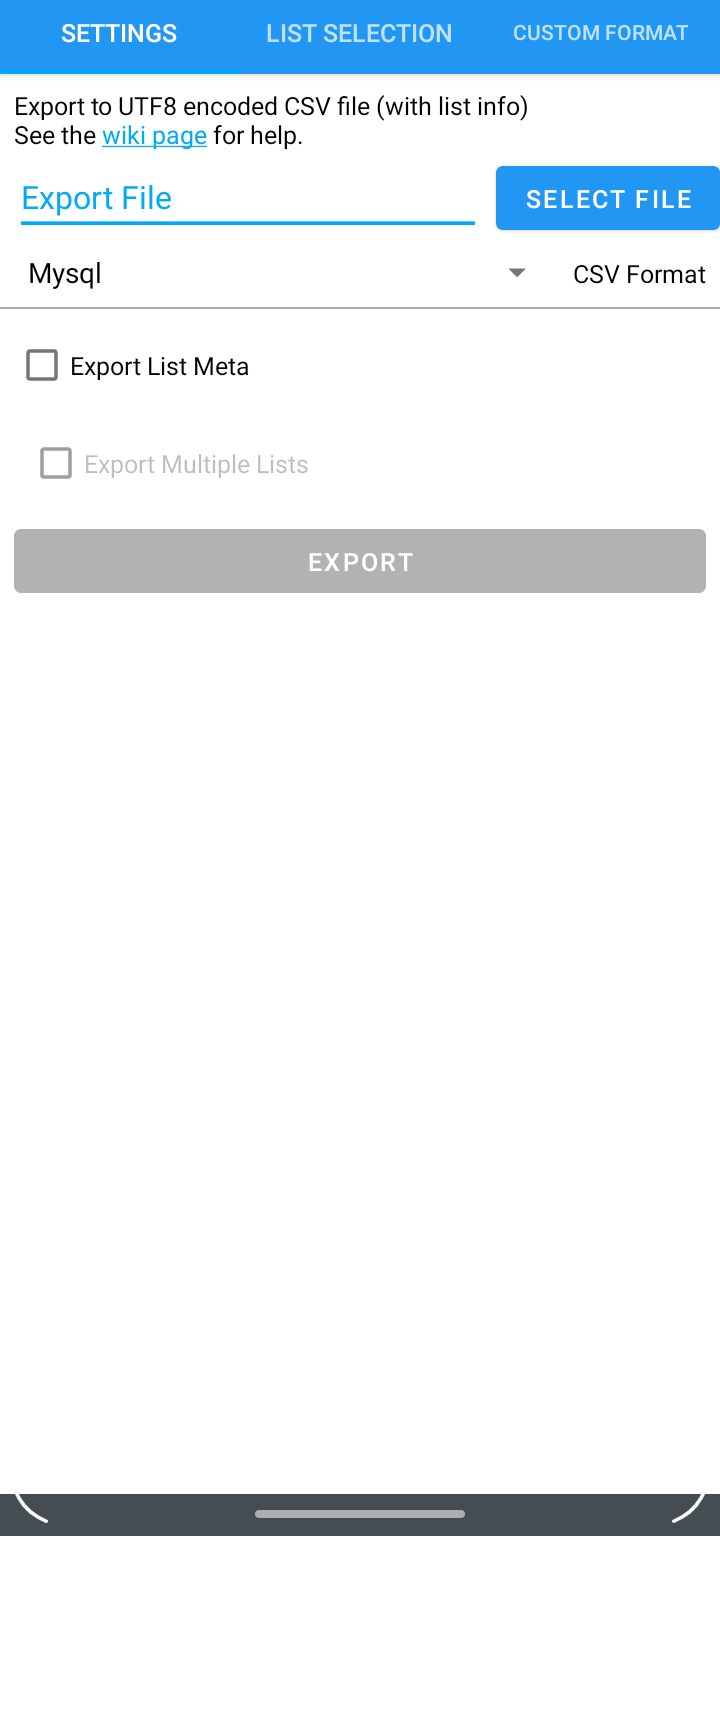 SETTINGS LIST SELECTION CUSTOM FORMAT
Export to UTF8 encoded CSV file (with list info)
See the wiki page for help.
Export File SELECT FILE
Mysql CSV Format
Export List Meta
Export Multiple Lists
EXPORT